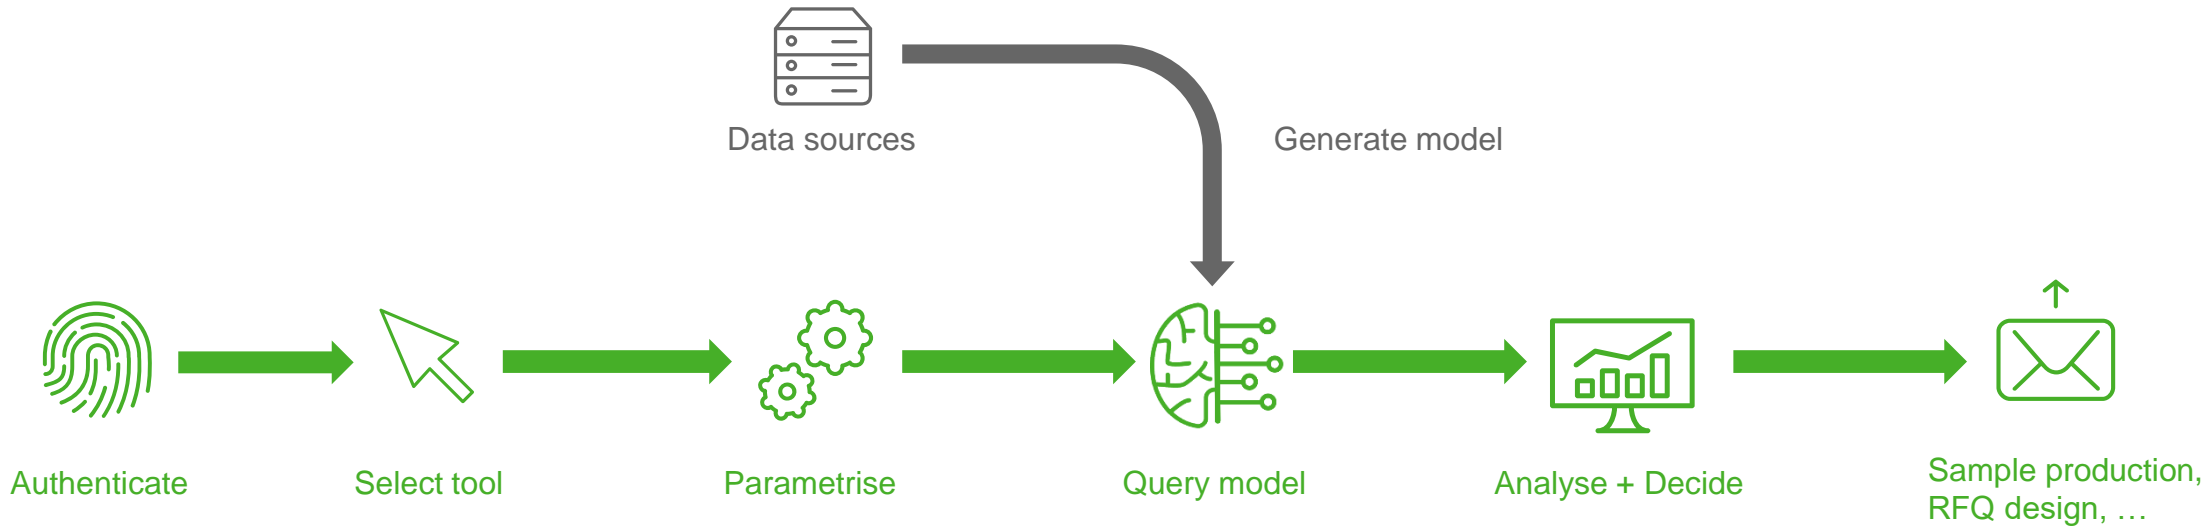 Data sources
Generate model
Authenticate
Select tool
Parametrise
Query model
Analyse + Decide
Sample production,
RFQ design, …